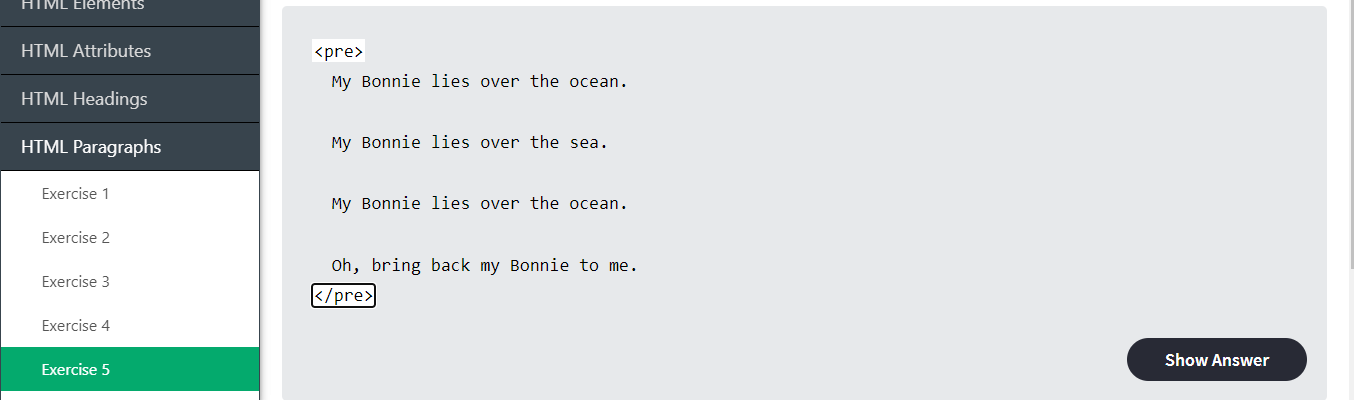 HTML Elements
HTML Attributes
HTML Headings
HTML Paragraphs
Exercise 1
Exercise 2
Exercise 3
Exercise 4
Exercise 5
<pre>
My Bonnie lies over the ocean.
My Bonnie lies over the sea.
My Bonnie lies over the ocean.
Oh, bring back my Bonnie to me.
</pre>
Show Answer